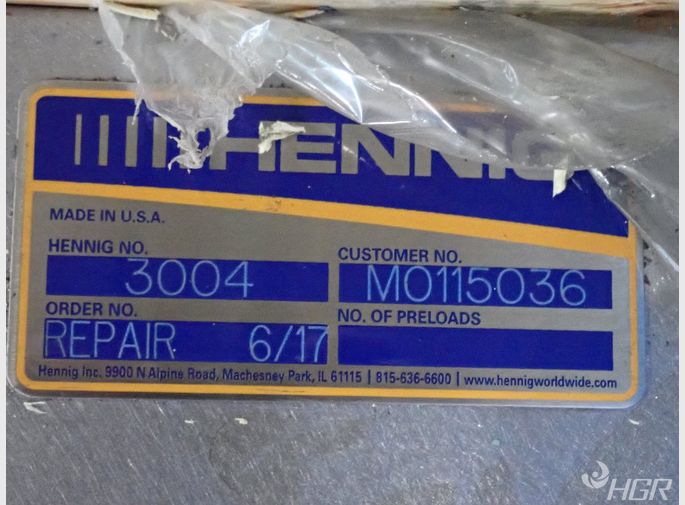 HENNIG
MADE IN U.S.A.
HENNIG NO.
3004
CUSTOMER NO.
MO115036
ORDER NO.
REPAIR 6/17
NO. OF PRELOADS
Hennig Inc. 9900 N Alpine Road, Machesney Park, IL 61115 | 815-636-6600 | www.hennigworldwide.com
HGR